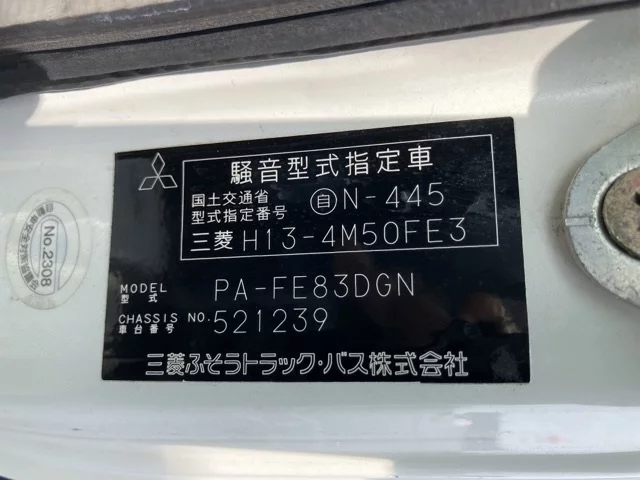 騒音型式指定車
国土交通省
型式指定番号 ㊂自N-445
三菱 H13-4M50FE3
MODEL
型式 PA-FE83DGN
CHASSIS NO.
車台番号 521239
三菱ふそうトラック・バス株式会社
No.2308